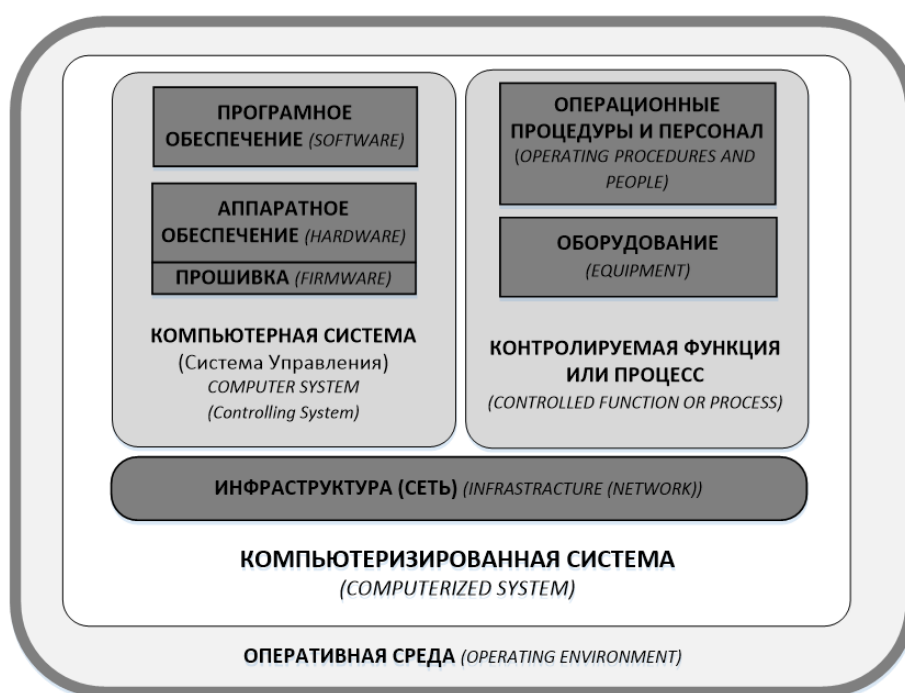 ПРОГРАМНОЕ
ОБЕСПЕЧЕНИЕ (SOFTWARE)
АППАРАТНОЕ
ОБЕСПЕЧЕНИЕ (HARDWARE)
ПРОШИВКА (FIRMWARE)
КОМПЬЮТЕРНАЯ СИСТЕМА
(Система Управления)
COMPUTER SYSTEM
(Controlling System)
ОПЕРАЦИОННЫЕ
ПРОЦЕДУРЫ И ПЕРСОНАЛ
(OPERATING PROCEDURES AND
PEOPLE)
ОБОРУДОВАНИЕ
(EQUIPMENT)
КОНТРОЛИРУЕМАЯ ФУНКЦИЯ
ИЛИ ПРОЦЕСС
(CONTROLLED FUNCTION OR PROCESS)
ИНФРАСТРУКТУРА (СЕТЬ) (INFRASTRACTURE (NETWORK))
КОМПЬЮТЕРИЗИРОВАННАЯ СИСТЕМА
(COMPUTERIZED SYSTEM)
ОПЕРАТИВНАЯ СРЕДА (OPERATING ENVIRONMENT)